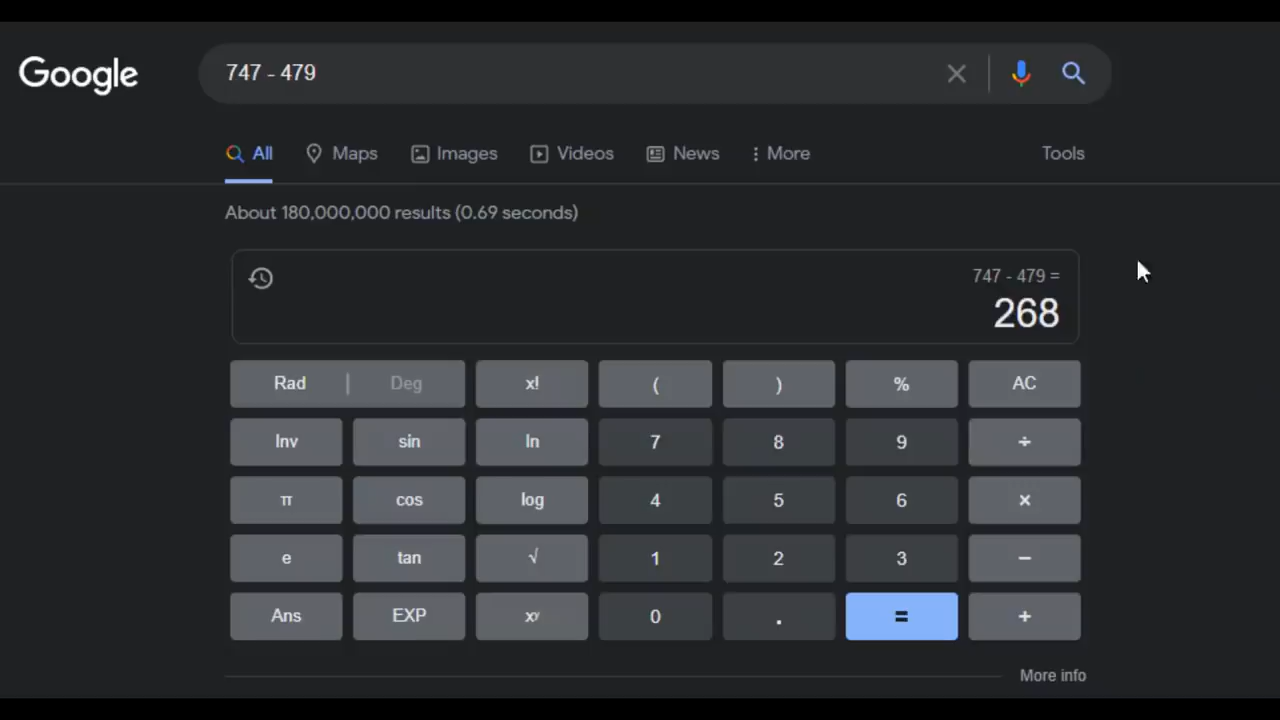 Google 747 - 479
All Maps Images Videos News More Tools
About 180,000,000 results (0.69 seconds)
747 - 479 =
268
Rad | Deg x! ( ) % AC
Inv sin ln 7 8 9 ÷
π cos log 4 5 6 ×
e tan √ 1 2 3 −
Ans EXP xʸ 0 . = +
More info